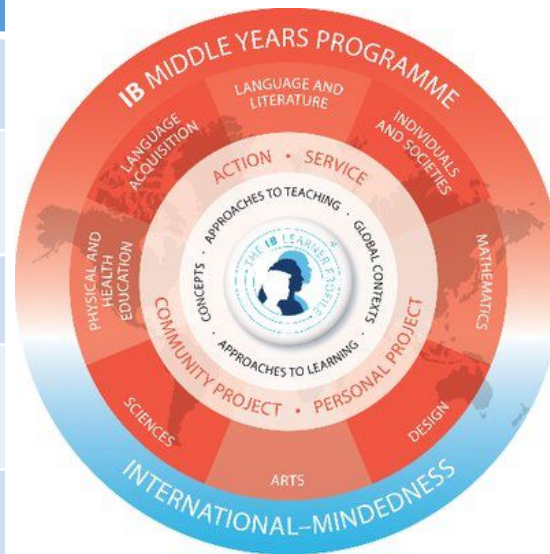 IB MIDDLE YEARS PROGRAMME
LANGUAGE AND
LITERATURE
LANGUAGE
ACQUISITION
INDIVIDUALS
AND SOCIETIES
PHYSICAL AND
HEALTH
EDUCATION
MATHEMATICS
SCIENCES
ARTS
DESIGN
ACTION • SERVICE
COMMUNITY PROJECT • PERSONAL PROJECT
APPROACHES TO TEACHING • GLOBAL CONTEXTS • APPROACHES TO LEARNING • CONCEPTS •
THE IB LEARNER PROFILE
INTERNATIONAL–MINDEDNESS